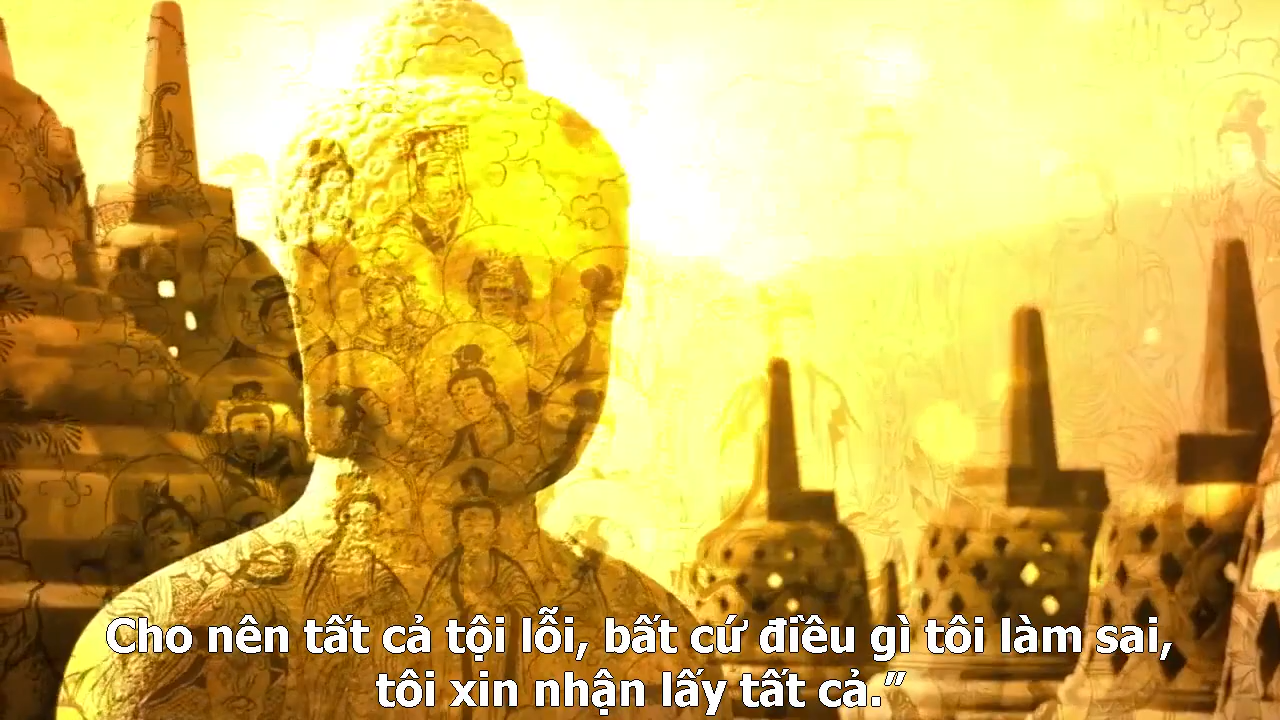 Cho nên tất cả tội lỗi, bất cứ điều gì tôi làm sai,
tôi xin nhận lấy tất cả.”